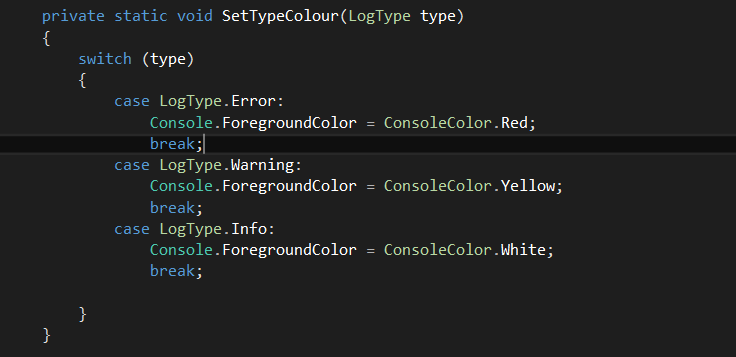 private static void SetTypeColour(LogType type)
{
switch (type)
{
case LogType.Error:
Console.ForegroundColor = ConsoleColor.Red;
break;
case LogType.Warning:
Console.ForegroundColor = ConsoleColor.Yellow;
break;
case LogType.Info:
Console.ForegroundColor = ConsoleColor.White;
break;
}
}